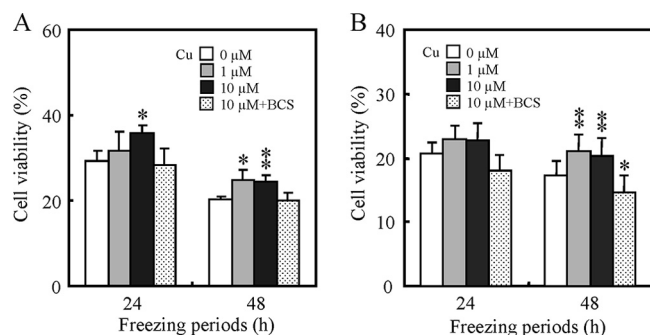 A
Cell viability (%)
60
40
20
0
Cu
0 µM
1 µM
10 µM
10 µM+BCS
*
*
**
24
48
Freezing periods (h)
B
Cell viability (%)
40
30
20
10
0
Cu
0 µM
1 µM
10 µM
10 µM+BCS
**
**
*
24
48
Freezing periods (h)